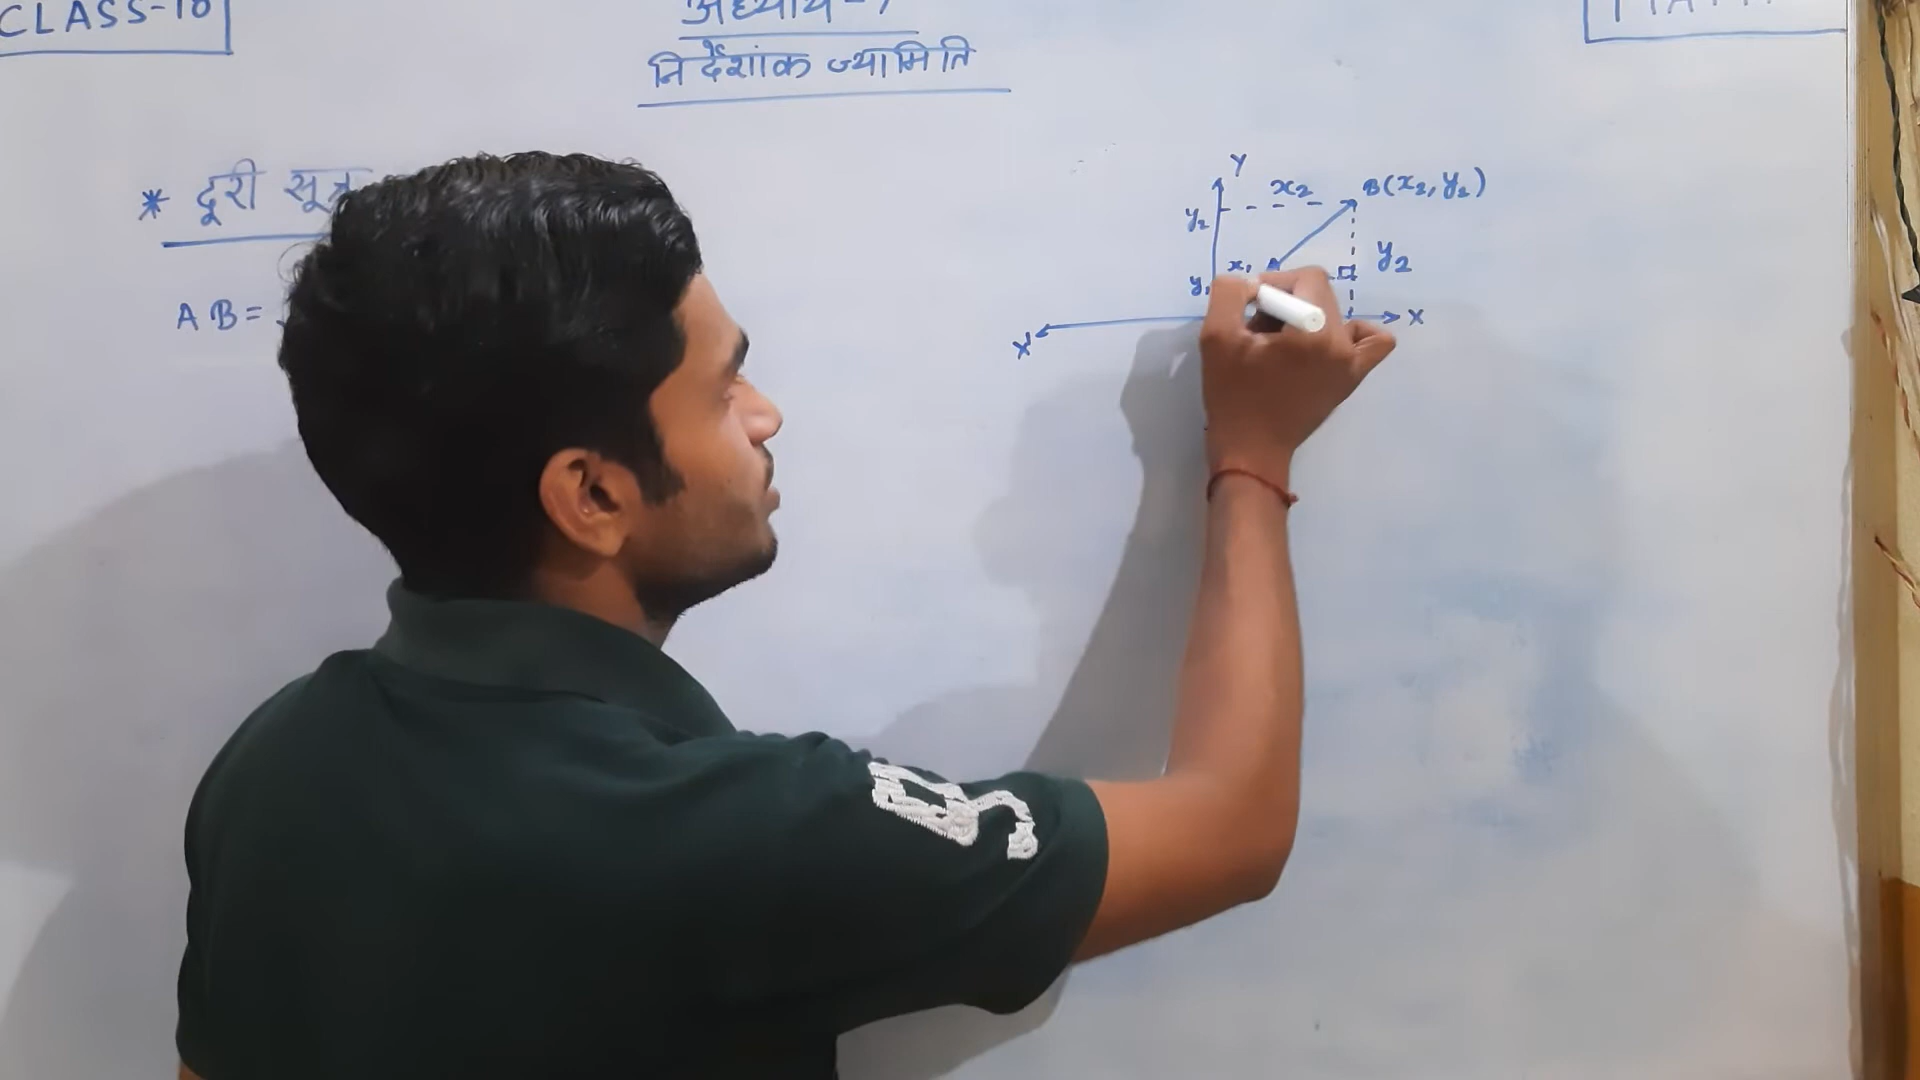 CLASS-10
अध्याय-7
निर्देशांक ज्यामिति
* दूरी सूत्र
AB=
Y
x₂ B(x₂, y₂)
y₂
x₁ A y₂
y₁
X' X